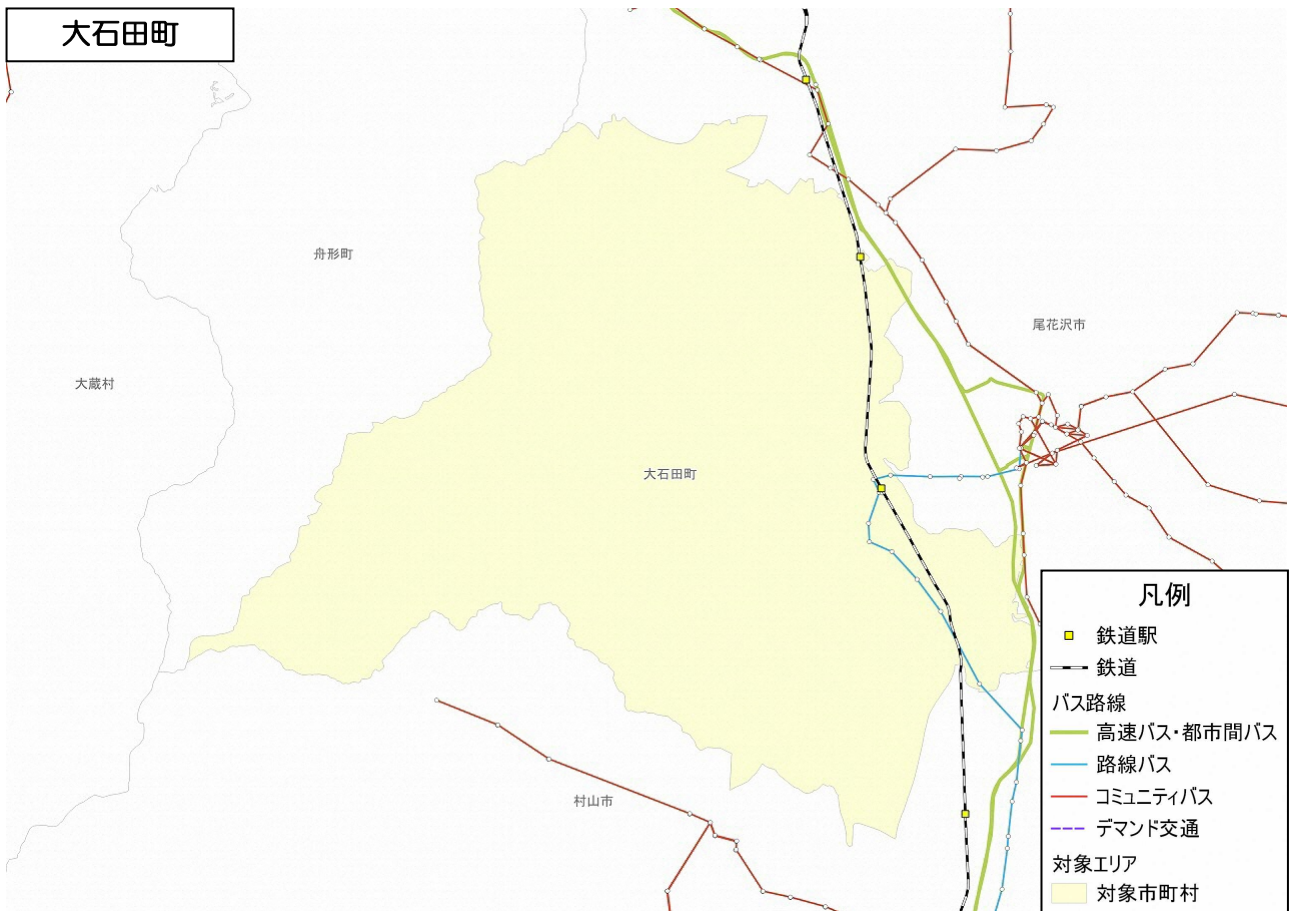 大石田町
舟形町
尾花沢市
大蔵村
大石田町
村山市
凡例
鉄道駅
鉄道
バス路線
高速バス・都市間バス
路線バス
コミュニティバス
デマンド交通
対象エリア
対象市町村